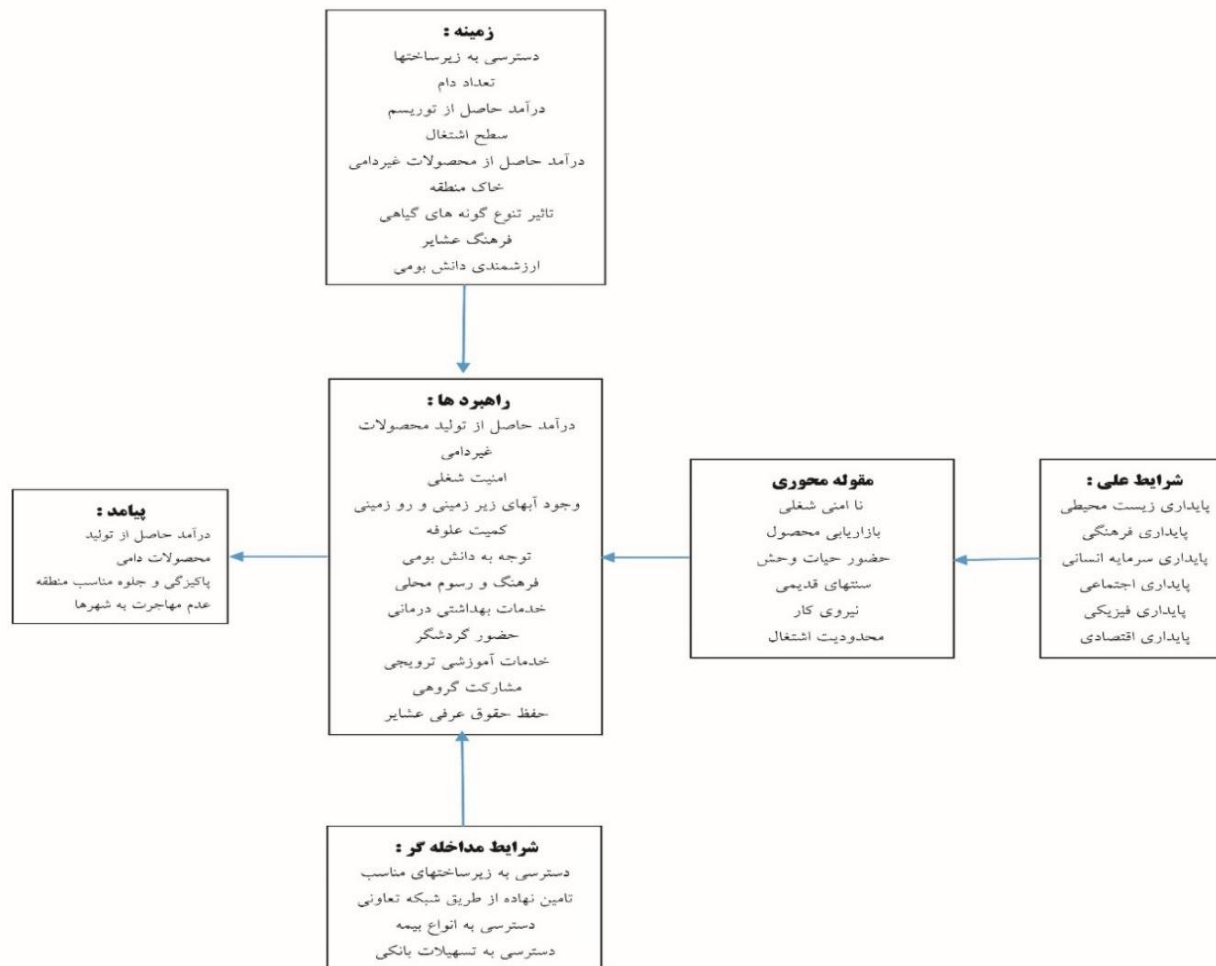 زمینه :
دسترسی به زیرساختها
تعداد دام
درآمد حاصل از توریسم
سطح اشتغال
درآمد حاصل از محصولات غیردامی
خاک منطقه
تاثیر تنوع گونه های گیاهی
فرهنگ عشایر
ارزشمندی دانش بومی
شرایط علی :
پایداری زیست محیطی
پایداری فرهنگی
پایداری سرمایه انسانی
پایداری اجتماعی
پایداری فیزیکی
پایداری اقتصادی
مقوله محوری
نا امنی شغلی
بازاریابی محصول
حضور حیات وحش
سنتهای قدیمی
نیروی کار
محدودیت اشتغال
راهبرد ها :
درآمد حاصل از تولید محصولات
غیردامی
امنیت شغلی
وجود آبهای زیر زمینی و رو زمینی
کمیت علوفه
توجه به دانش بومی
فرهنگ و رسوم محلی
خدمات بهداشتی درمانی
حضور گردشگر
خدمات آموزشی ترویجی
مشارکت گروهی
حفظ حقوق عرفی عشایر
پیامد :
درآمد حاصل از تولید
محصولات دامی
پاکیزگی و جلوه مناسب منطقه
عدم مهاجرت به شهرها
شرایط مداخله گر :
دسترسی به زیرساختهای مناسب
تامین نهاده از طریق شبکه تعاونی
دسترسی به انواع بیمه
دسترسی به تسهیلات بانکی